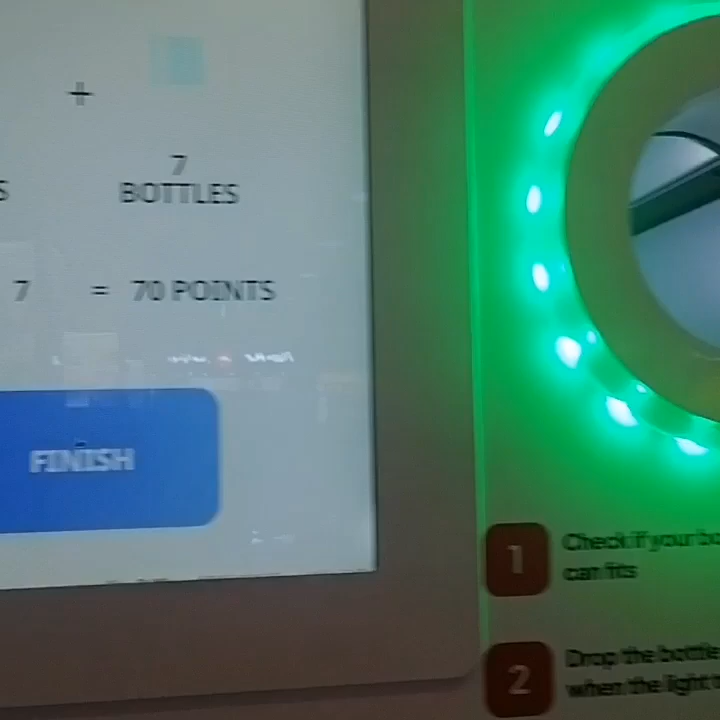 +
S
7
BOTTLES
7 = 70 POINTS
FINISH
1
Check if your bo
can fits
2
Drop the bottle
when the light t